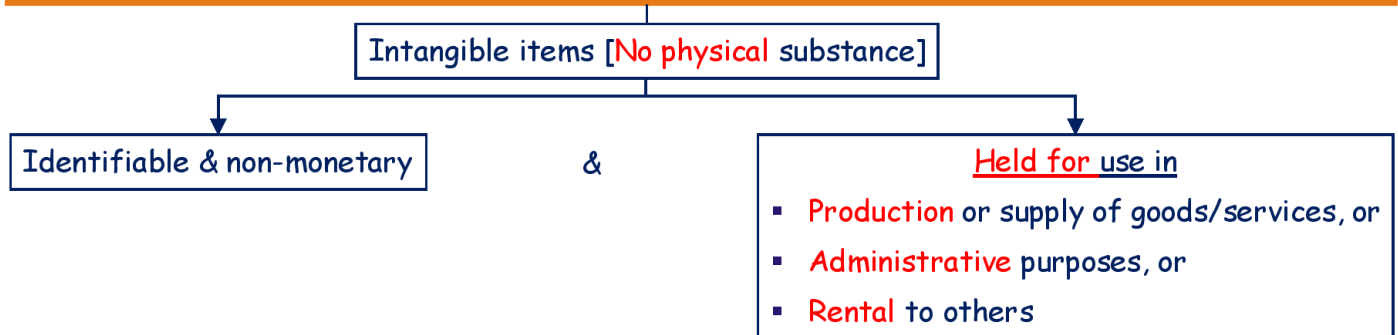 Intangible items [No physical substance]
Identifiable & non-monetary
&
Held for use in
▪ Production or supply of goods/services, or
▪ Administrative purposes, or
▪ Rental to others